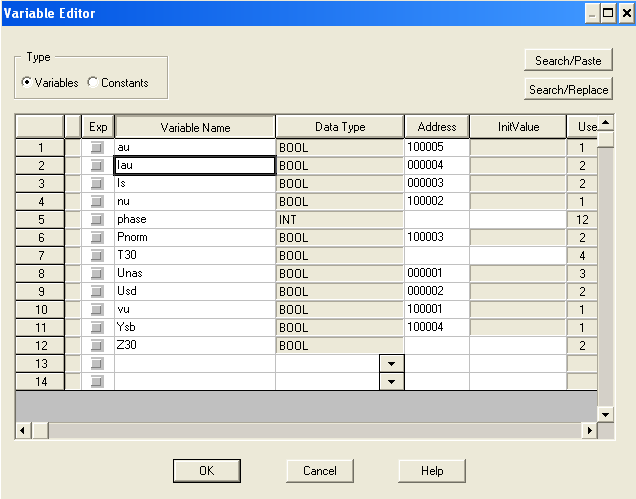 Variable Editor
Type
Variables Constants
Search/Paste
Search/Replace
Exp Variable Name Data Type Address InitValue Use
1 au BOOL 100005 1
2 Iau BOOL 000004 2
3 Is BOOL 000003 2
4 nu BOOL 100002 1
5 phase INT 12
6 Pnorm BOOL 100003 2
7 T30 BOOL 4
8 Unas BOOL 000001 3
9 Usd BOOL 000002 2
10 vu BOOL 100001 1
11 Ysb BOOL 100004 1
12 Z30 BOOL 2
13
14
OK Cancel Help